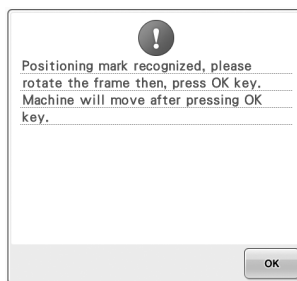 Positioning mark recognized, please
rotate the frame then, press OK key.
Machine will move after pressing OK
key.
OK